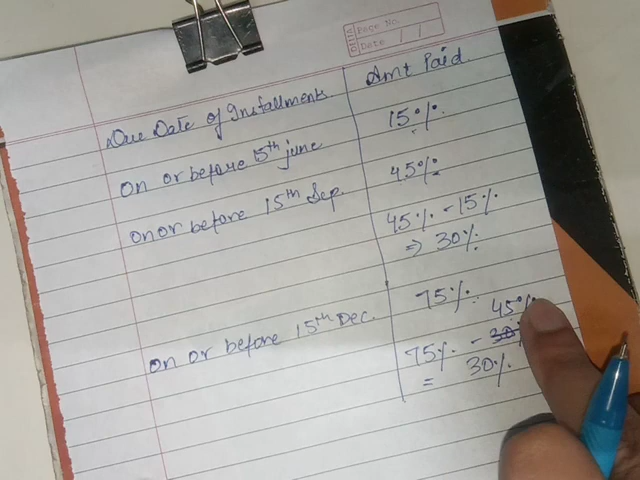 Page No.
Date / /
Due Date of Installments Amt Paid
on or before 5th june 15%
on or before 15th Sep. 45%
45% - 15%
⇒ 30%
on or before 15th Dec. 75%
45%
75% - 30%
= 30%